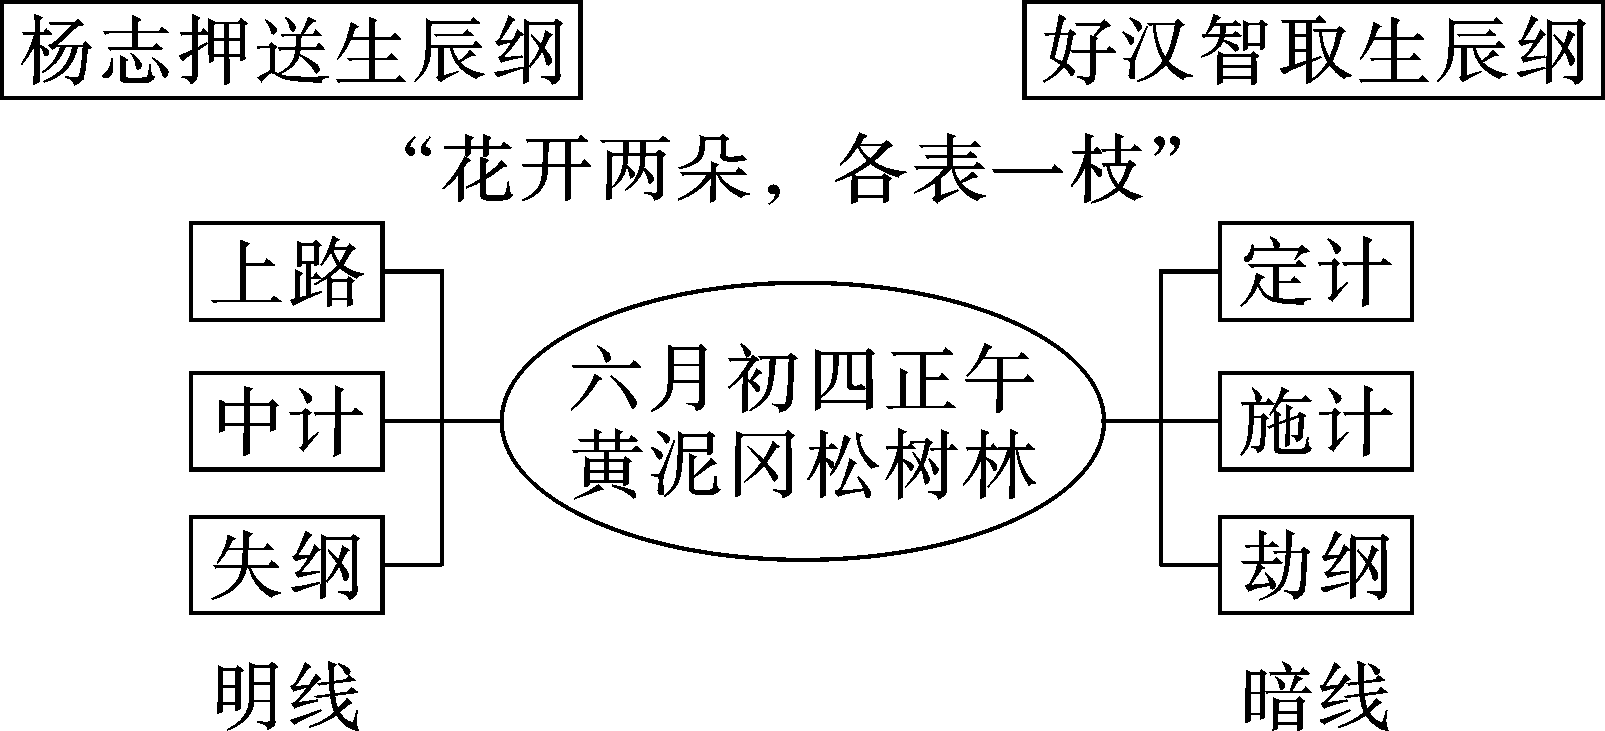 杨志押送生辰纲
好汉智取生辰纲
“花开两朵，各表一枝”
上路
中计
失纲
明线
六月初四正午
黄泥冈松树林
定计
施计
劫纲
暗线